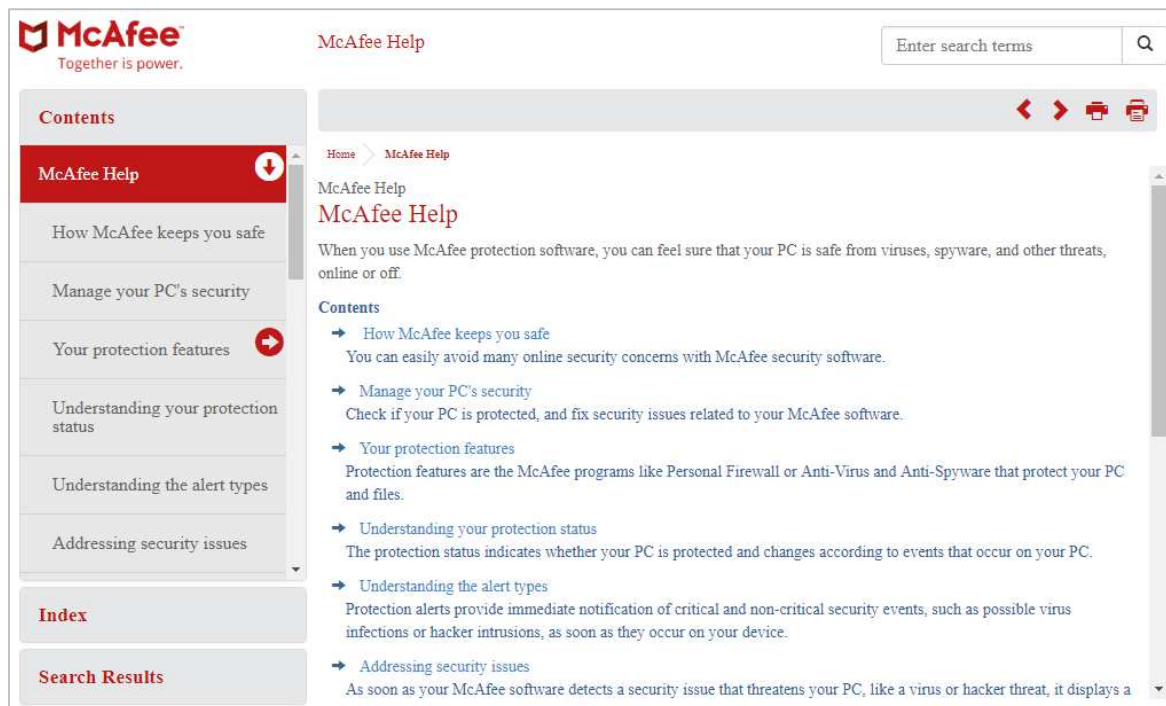 McAfee™
Together is power.
McAfee Help
Enter search terms
Contents
McAfee Help
How McAfee keeps you safe
Manage your PC's security
Your protection features
Understanding your protection
status
Understanding the alert types
Addressing security issues
Index
Search Results
Home
McAfee Help
McAfee Help
McAfee Help
When you use McAfee protection software, you can feel sure that your PC is safe from viruses, spyware, and other threats,
online or off.
Contents
How McAfee keeps you safe
You can easily avoid many online security concerns with McAfee security software.
Manage your PC's security
Check if your PC is protected, and fix security issues related to your McAfee software.
Your protection features
Protection features are the McAfee programs like Personal Firewall or Anti-Virus and Anti-Spyware that protect your PC
and files.
Understanding your protection status
The protection status indicates whether your PC is protected and changes according to events that occur on your PC.
Understanding the alert types
Protection alerts provide immediate notification of critical and non-critical security events, such as possible virus
infections or hacker intrusions, as soon as they occur on your device.
Addressing security issues
As soon as your McAfee software detects a security issue that threatens your PC, like a virus or hacker threat, it displays a